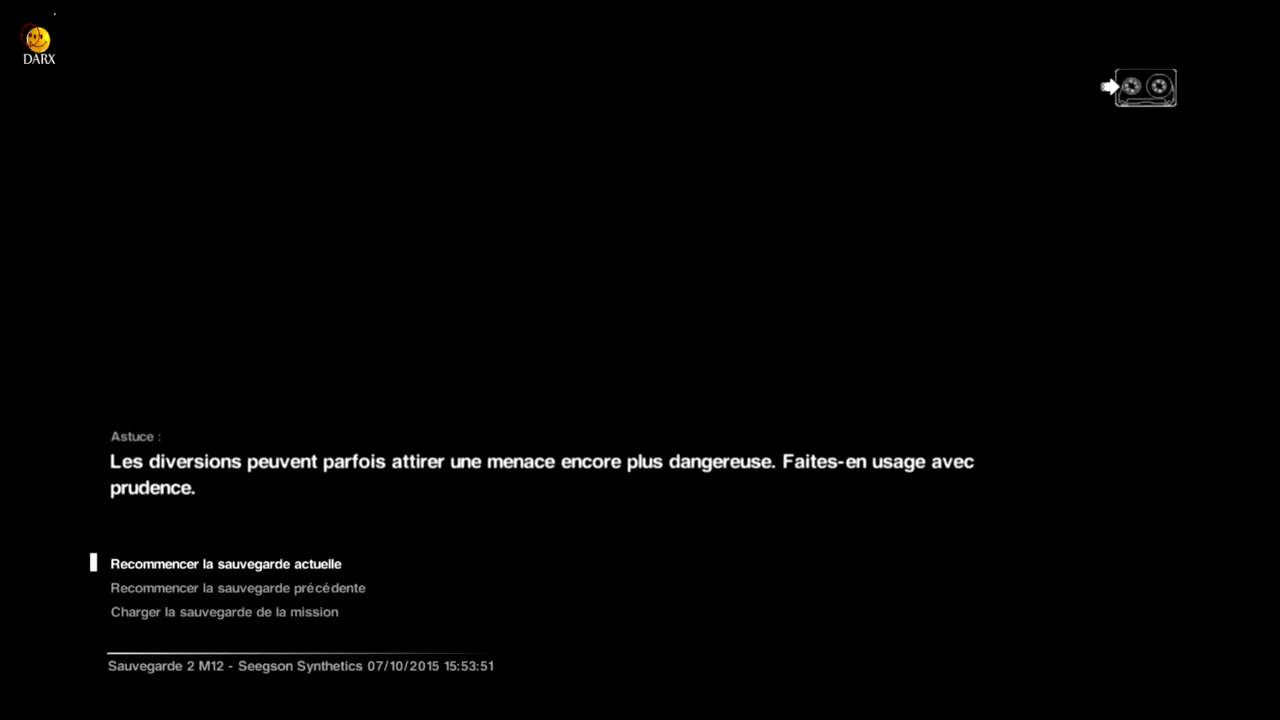 DARX
Astuce :
Les diversions peuvent parfois attirer une menace encore plus dangereuse. Faites-en usage avec
prudence.
Recommencer la sauvegarde actuelle
Recommencer la sauvegarde précédente
Charger la sauvegarde de la mission
Sauvegarde 2 M12 - Seegson Synthetics 07/10/2015 15:53:51